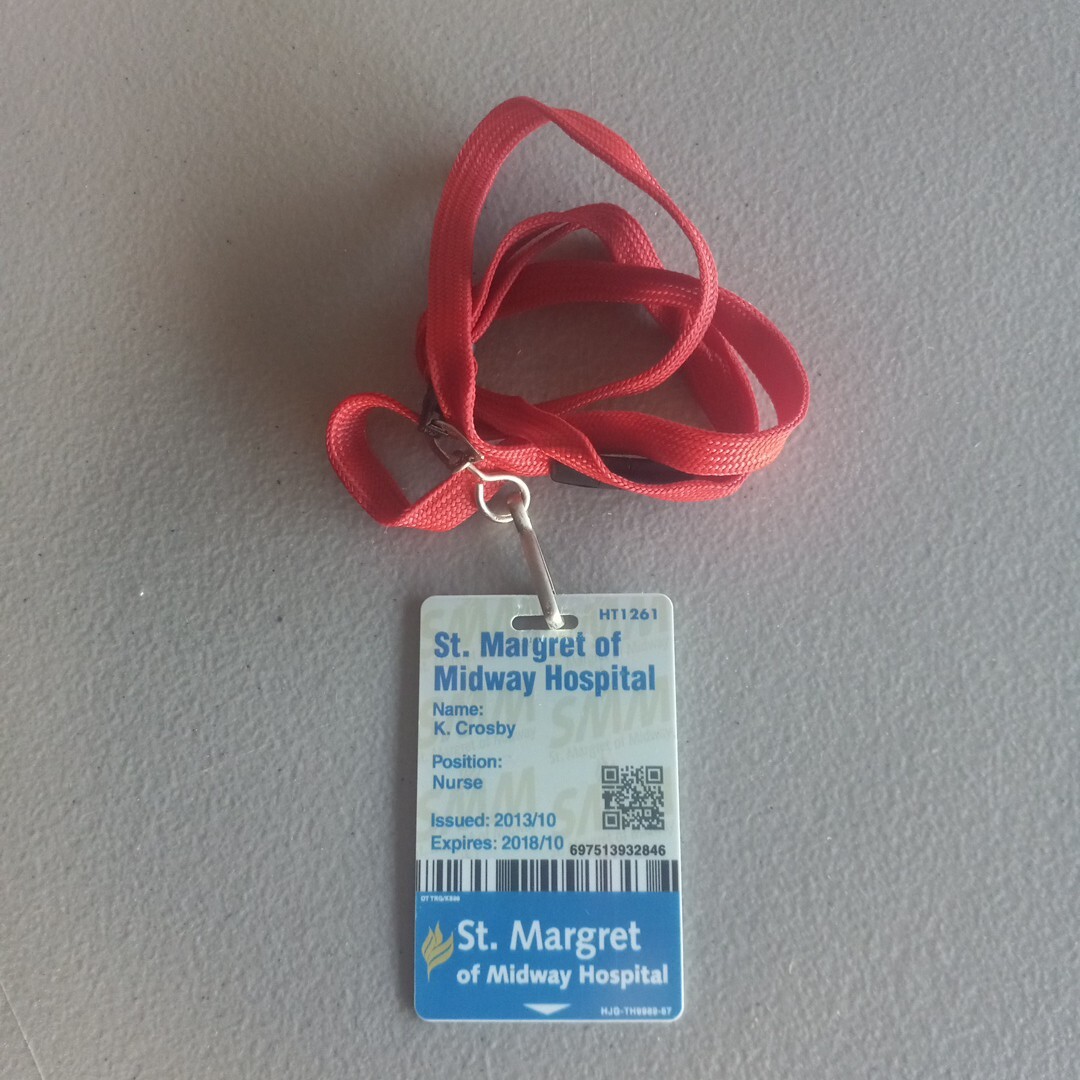 HT1261
St. Margret of
Midway Hospital
Name:
K. Crosby
Position:
Nurse
Issued: 2013/10
Expires: 2018/10
697513932846
St. Margret
of Midway Hospital